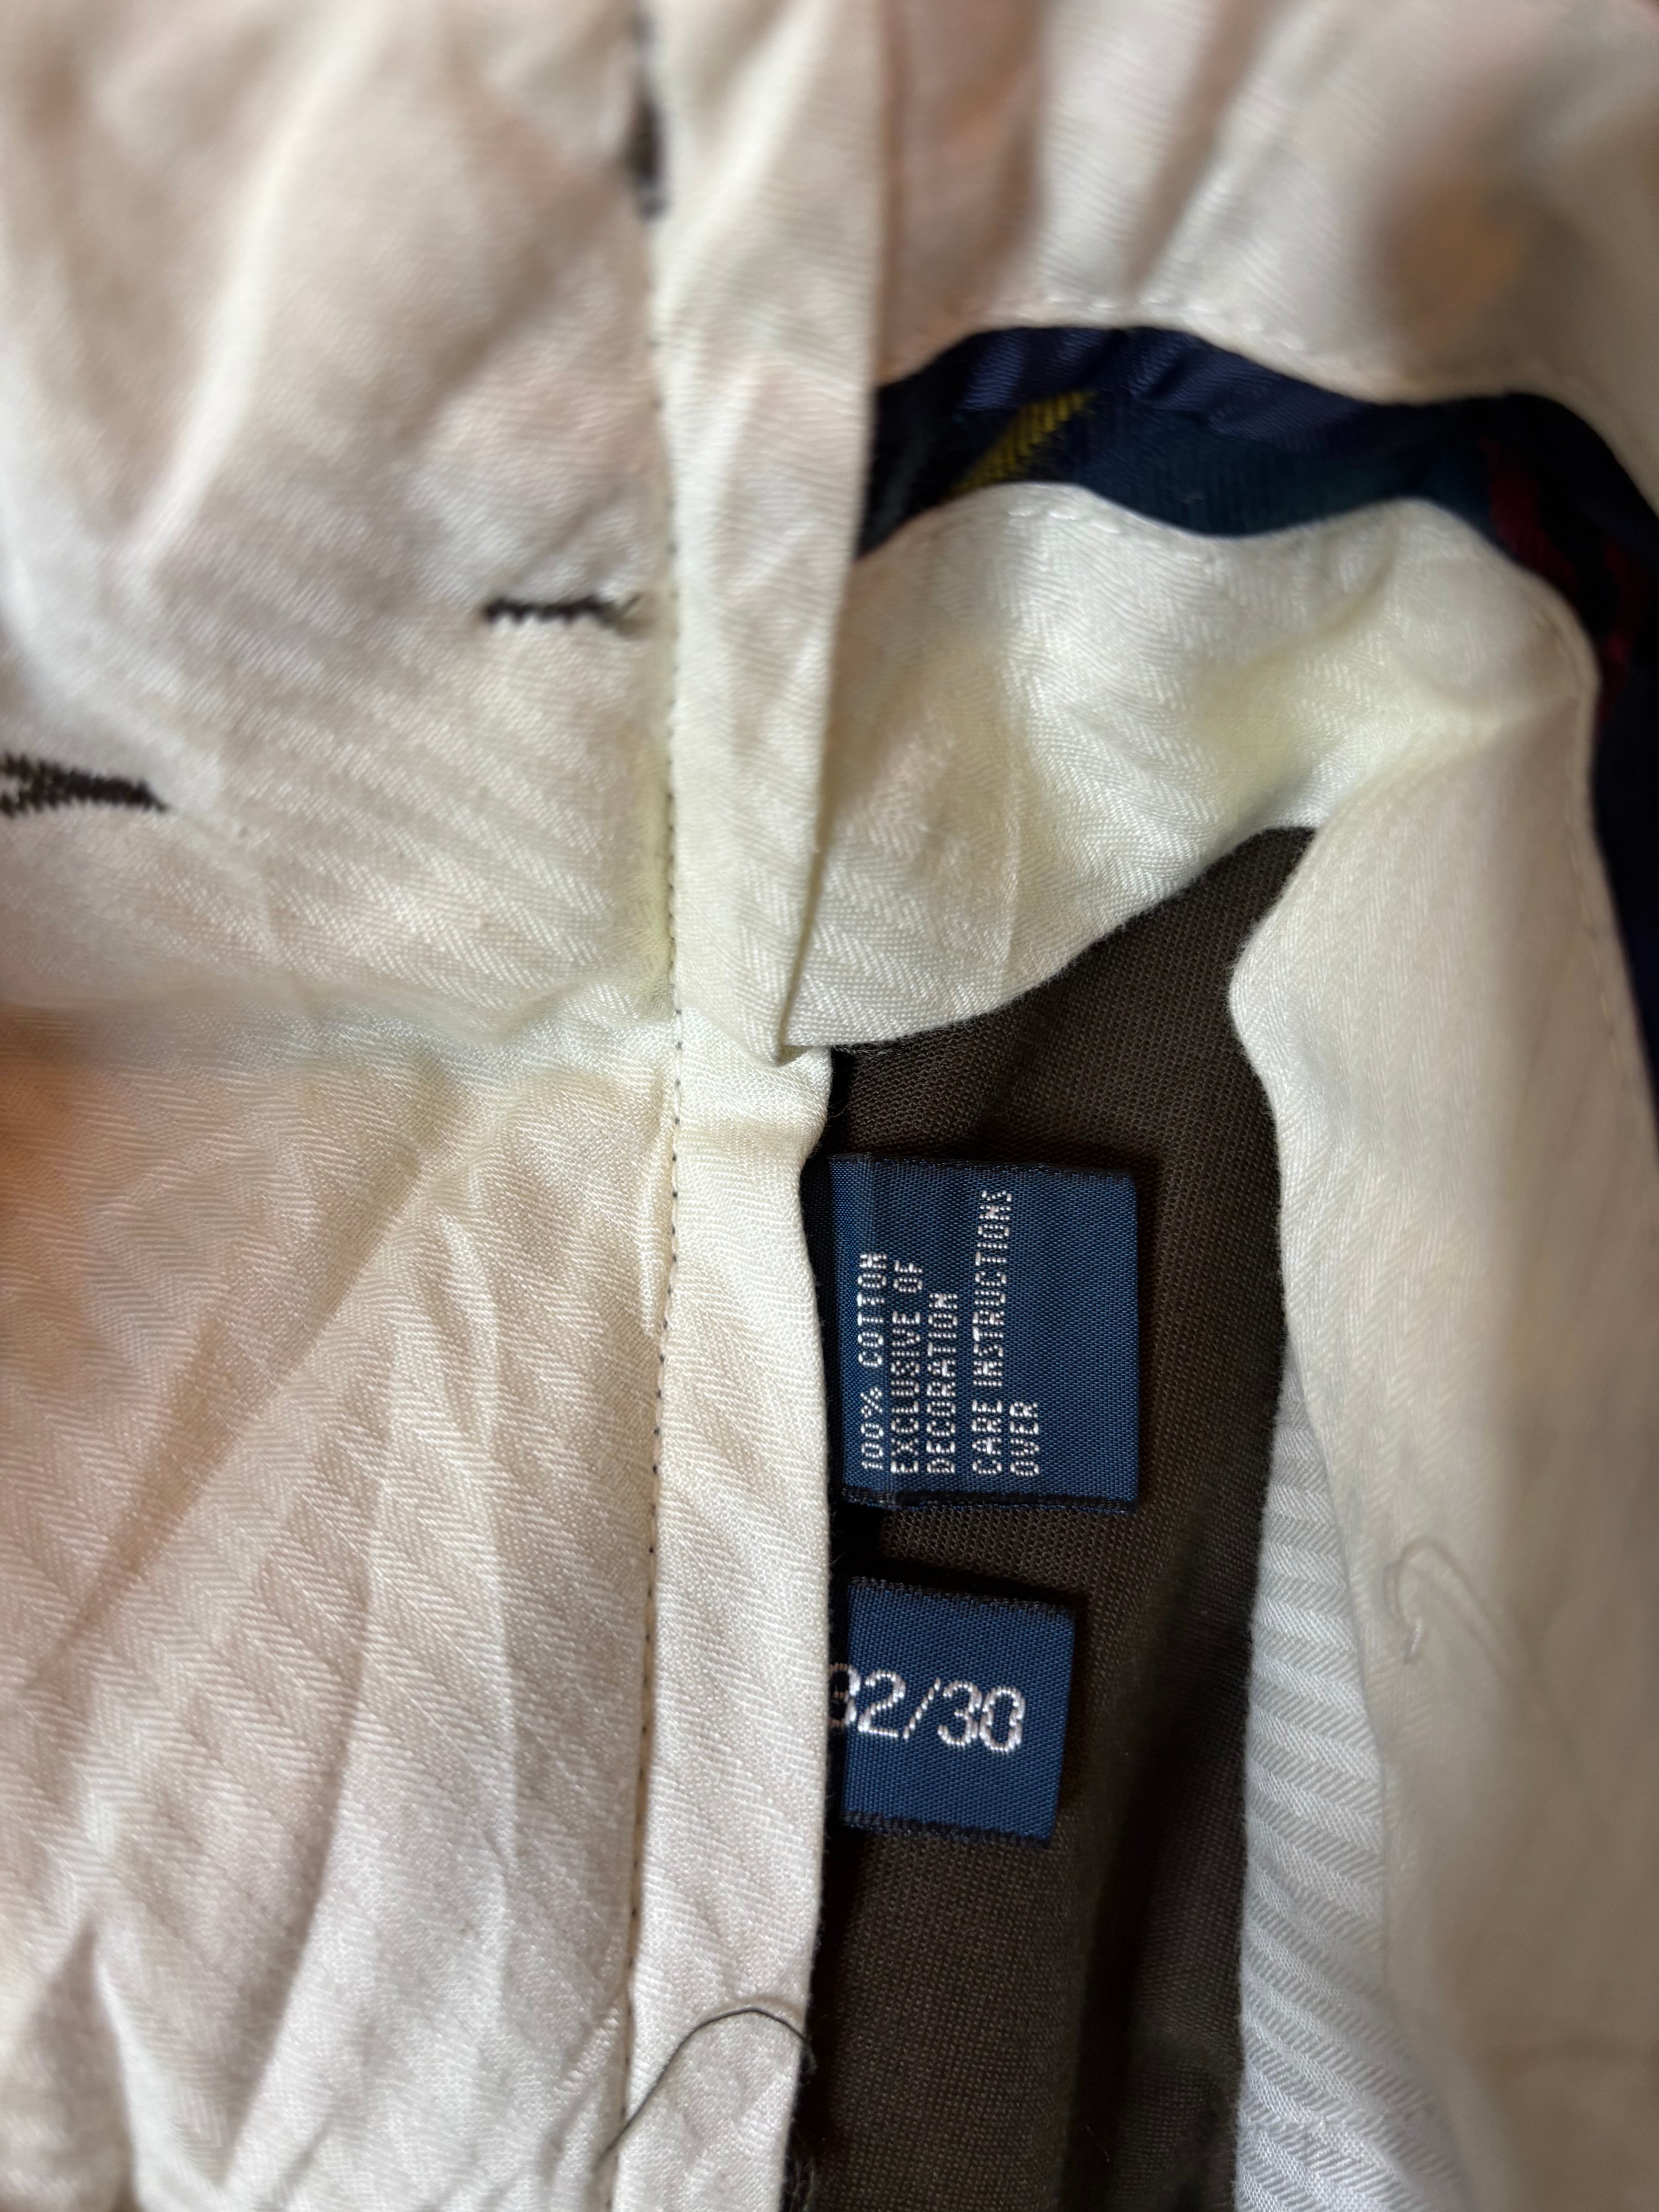 100% COTTON
EXCLUSIVE OF
DECORATION
CARE INSTRUCTIONS
OVER
32/30